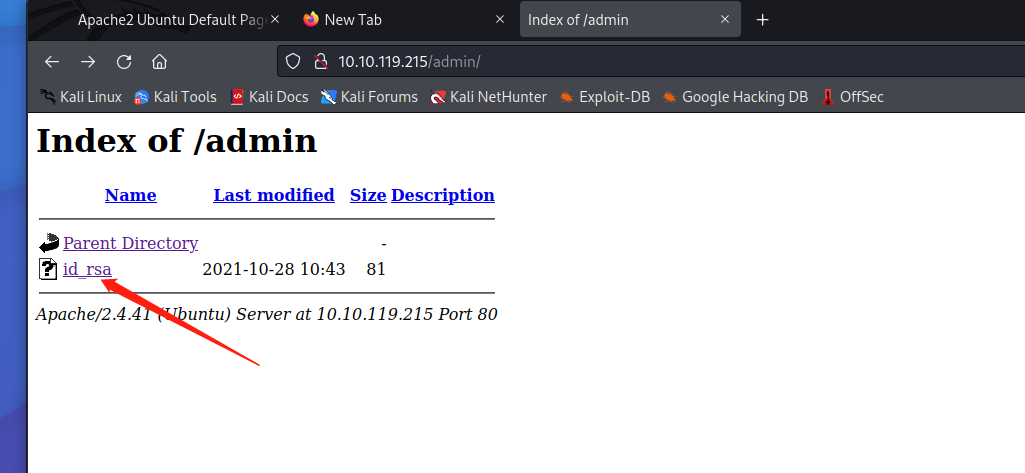 Apache2 Ubuntu Default Pag
New Tab
Index of /admin
10.10.119.215/admin/
Kali Linux Kali Tools Kali Docs Kali Forums Kali NetHunter Exploit-DB Google Hacking DB OffSec
Index of /admin
Name Last modified Size Description
Parent Directory -
id_rsa 2021-10-28 10:43 81
Apache/2.4.41 (Ubuntu) Server at 10.10.119.215 Port 80